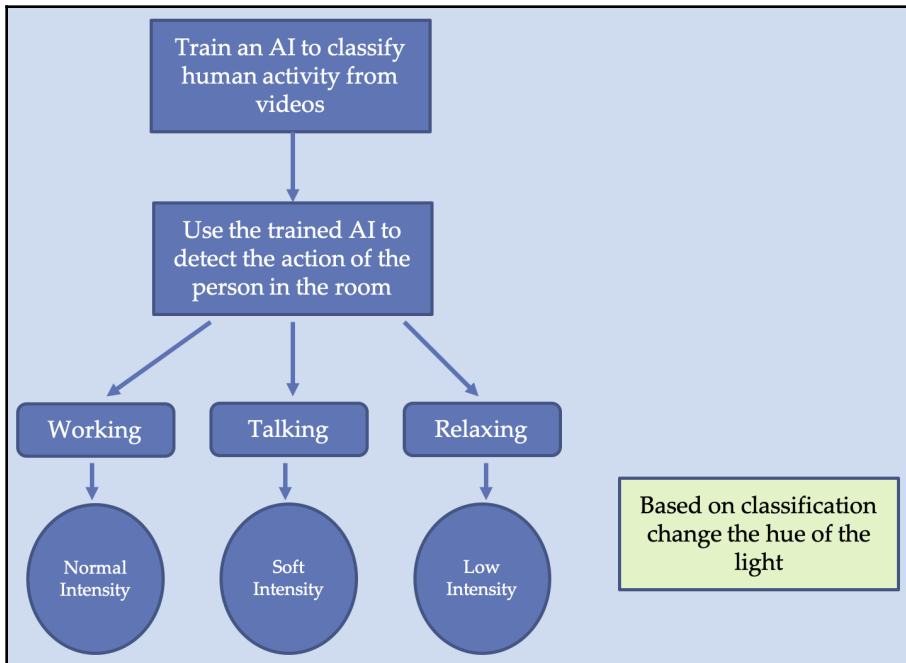 Train an AI to classify
human activity from
videos
Use the trained AI to
detect the action of the
person in the room
Working
Talking
Relaxing
Normal
Intensity
Soft
Intensity
Low
Intensity
Based on classification
change the hue of the
light